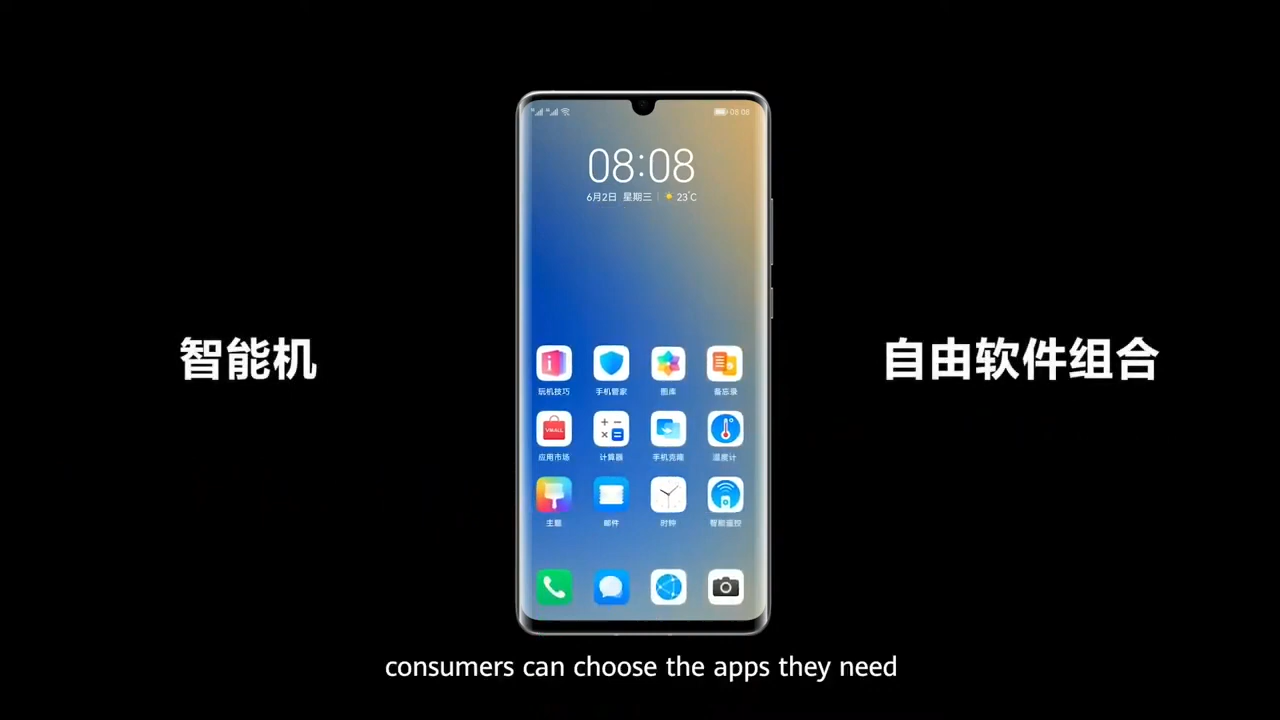 08:08
08:08
6月2日 星期三 23°C
智能机
自由软件组合
玩机技巧 手机管家 图库 备忘录
VMALL
应用市场 计算器 手机克隆 温度计
主题 邮件 时钟 智能遥控
consumers can choose the apps they need